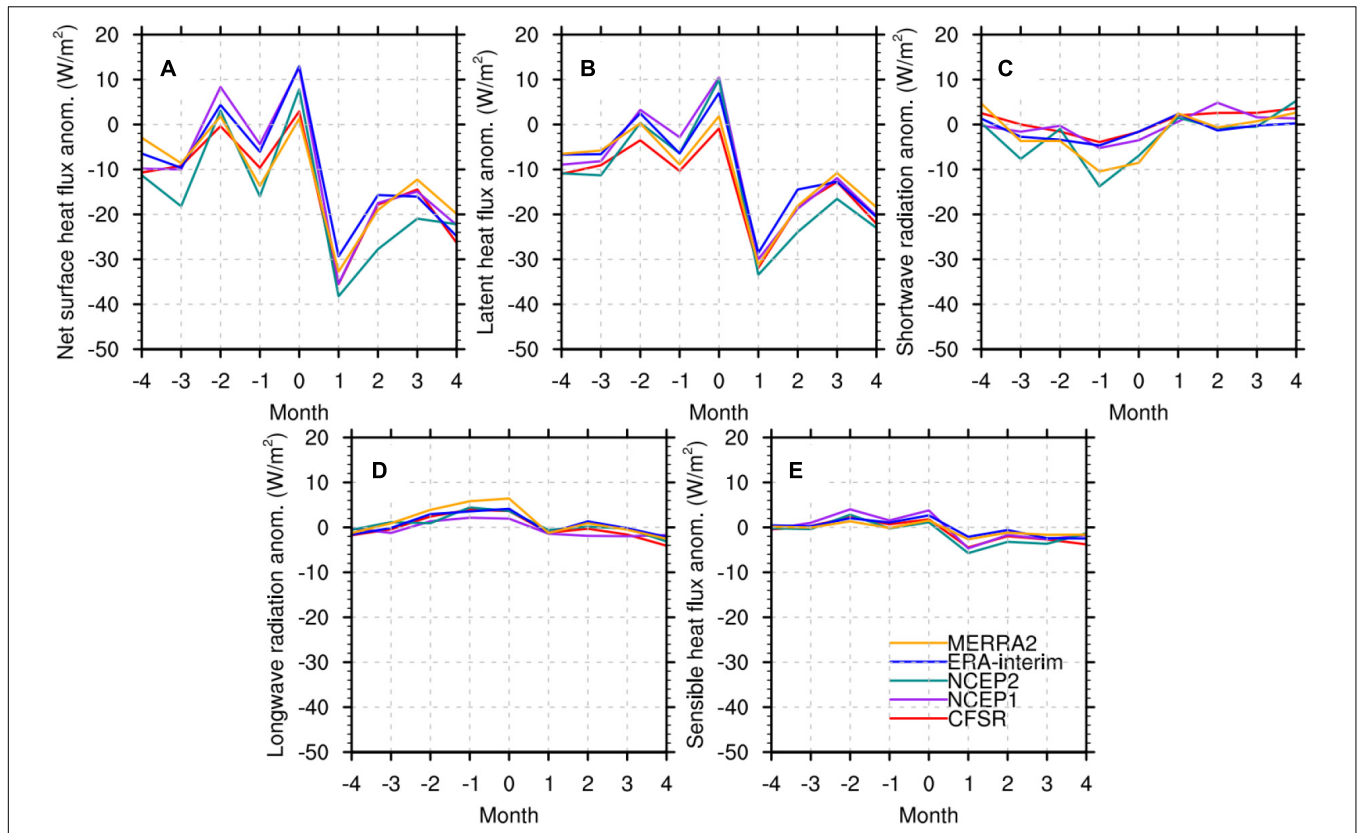 A
B
C
Net surface heat flux anom. (W/m²)
20
10
0
-10
-20
-30
-40
-50
-4 -3 -2 -1 0 1 2 3 4
Month
Latent heat flux anom. (W/m²)
20
10
0
-10
-20
-30
-40
-50
-4 -3 -2 -1 0 1 2 3 4
Month
Shortwave radiation anom. (W/m²)
20
10
0
-10
-20
-30
-40
-50
-4 -3 -2 -1 0 1 2 3 4
Month
D
E
Longwave radiation anom. (W/m²)
20
10
0
-10
-20
-30
-40
-50
-4 -3 -2 -1 0 1 2 3 4
Month
Sensible heat flux anom. (W/m²)
20
10
0
-10
-20
-30
-40
-50
-4 -3 -2 -1 0 1 2 3 4
Month
MERRA2
ERA-interim
NCEP2
NCEP1
CFSR